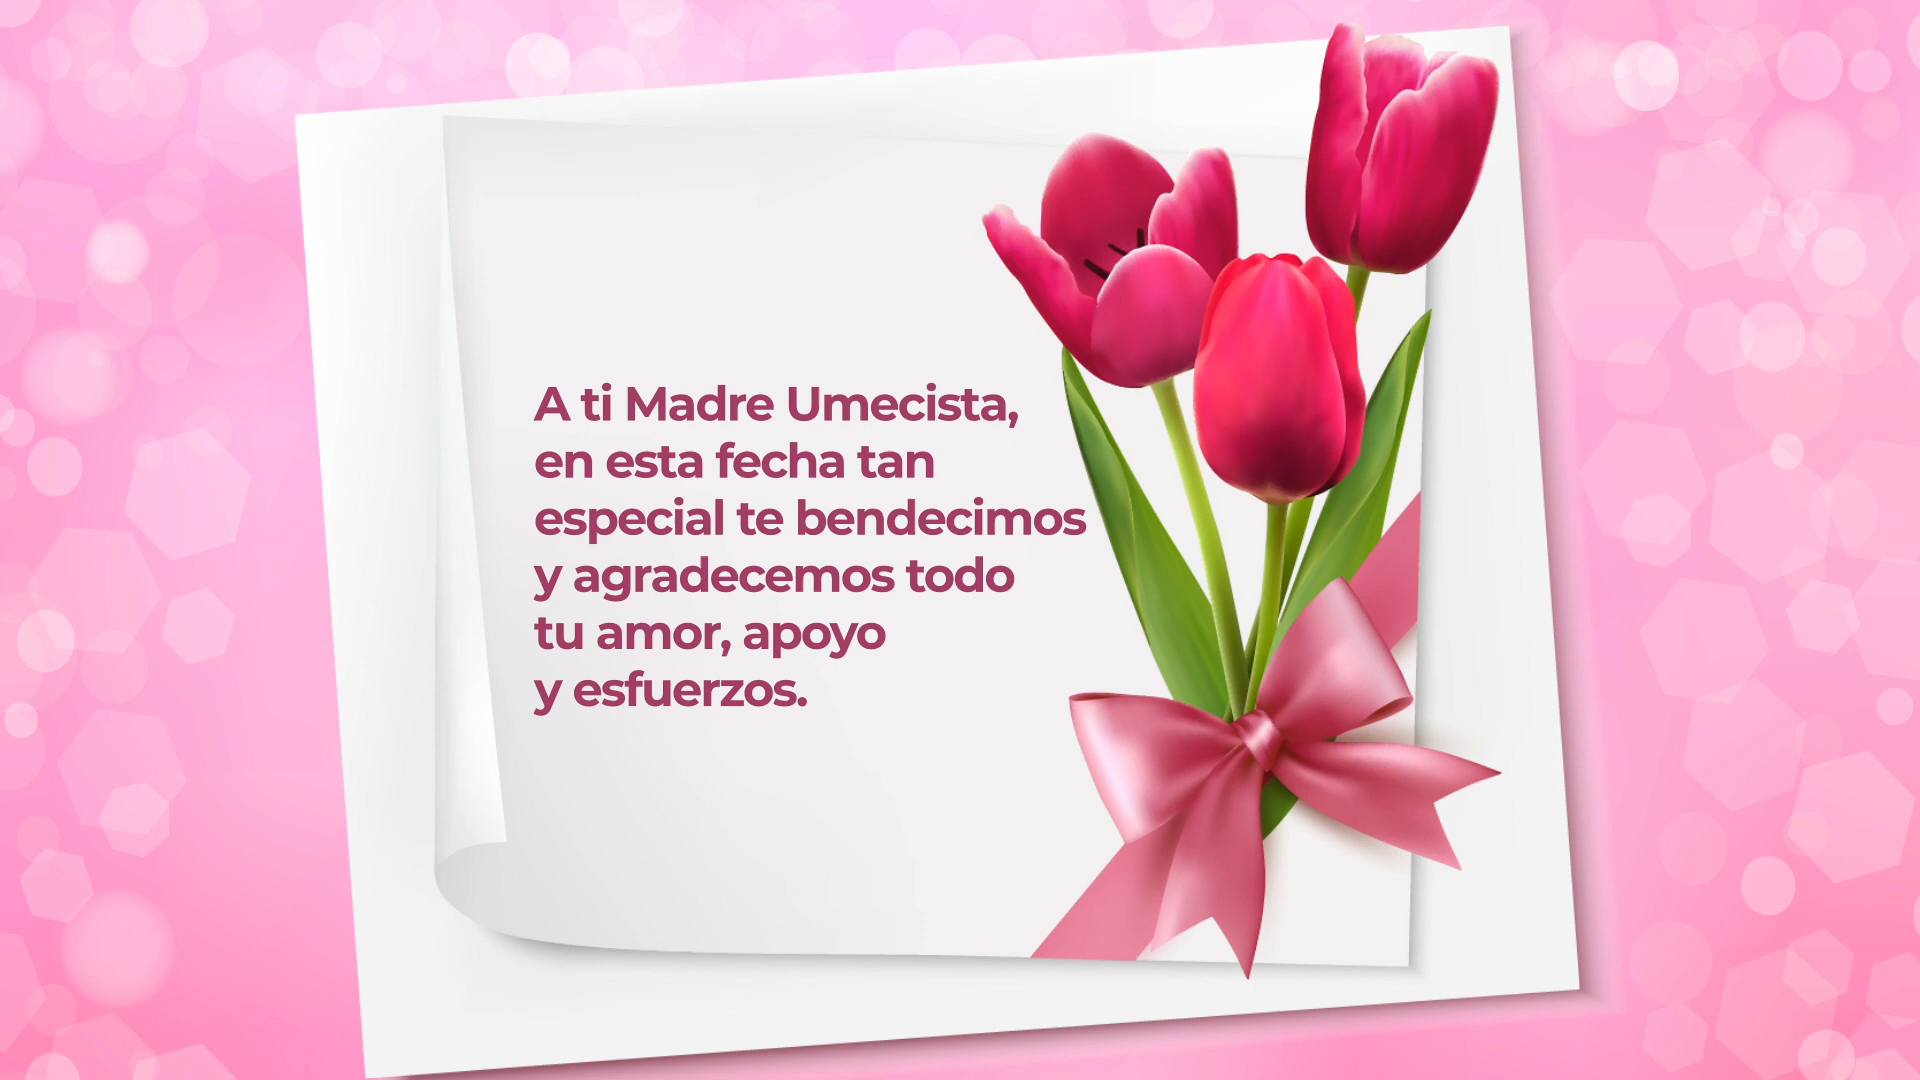 A ti Madre Umecista,
en esta fecha tan
especial te bendecimos
y agradecemos todo
tu amor, apoyo
y esfuerzos.